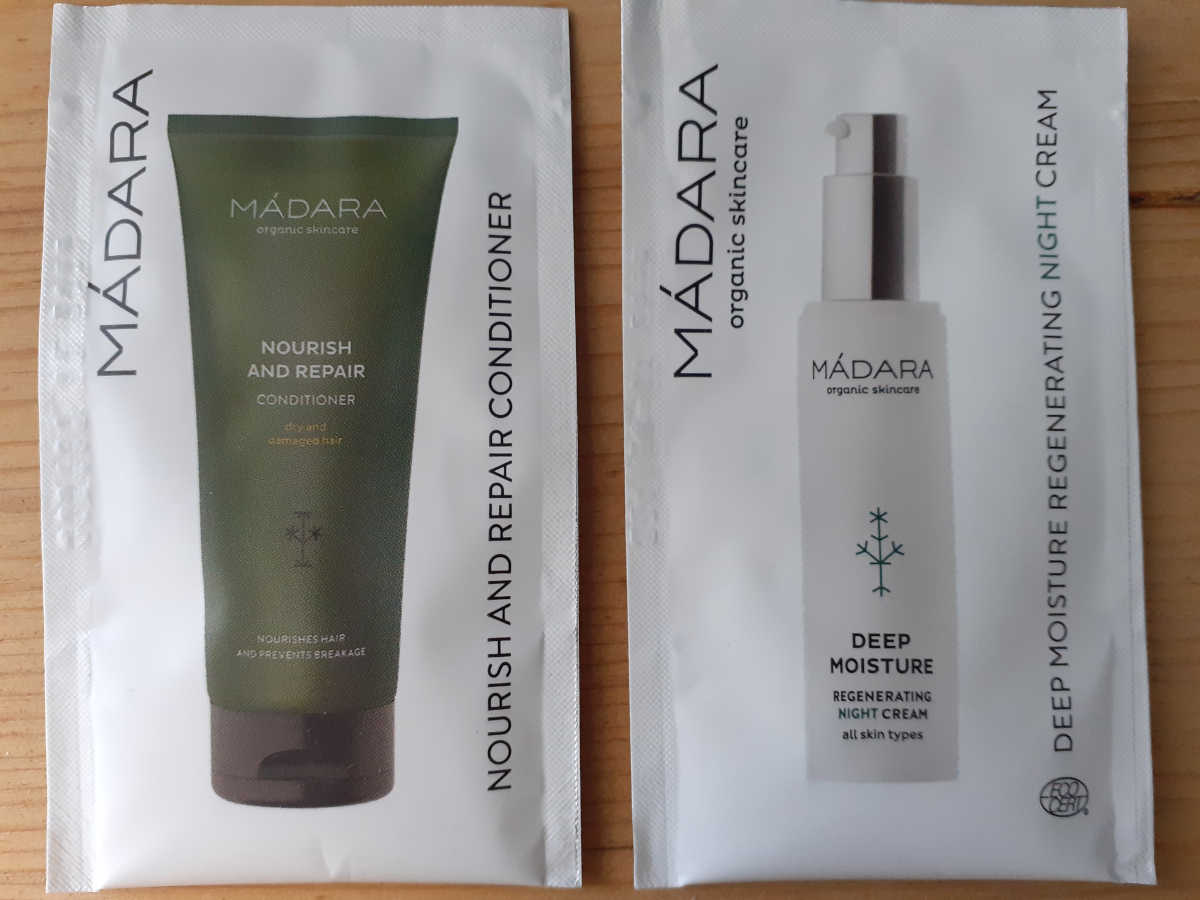 MÁDARA
MÁDARA
organic skincare
NOURISH
AND REPAIR
CONDITIONER
dry and
damaged hair
NOURISHES HAIR
AND PREVENTS BREAKAGE
NOURISH AND REPAIR CONDITIONER
MÁDARA
organic skincare
MÁDARA
organic skincare
DEEP
MOISTURE
REGENERATING
NIGHT CREAM
all skin types
DEEP MOISTURE REGENERATING NIGHT CREAM
ECO
CERT